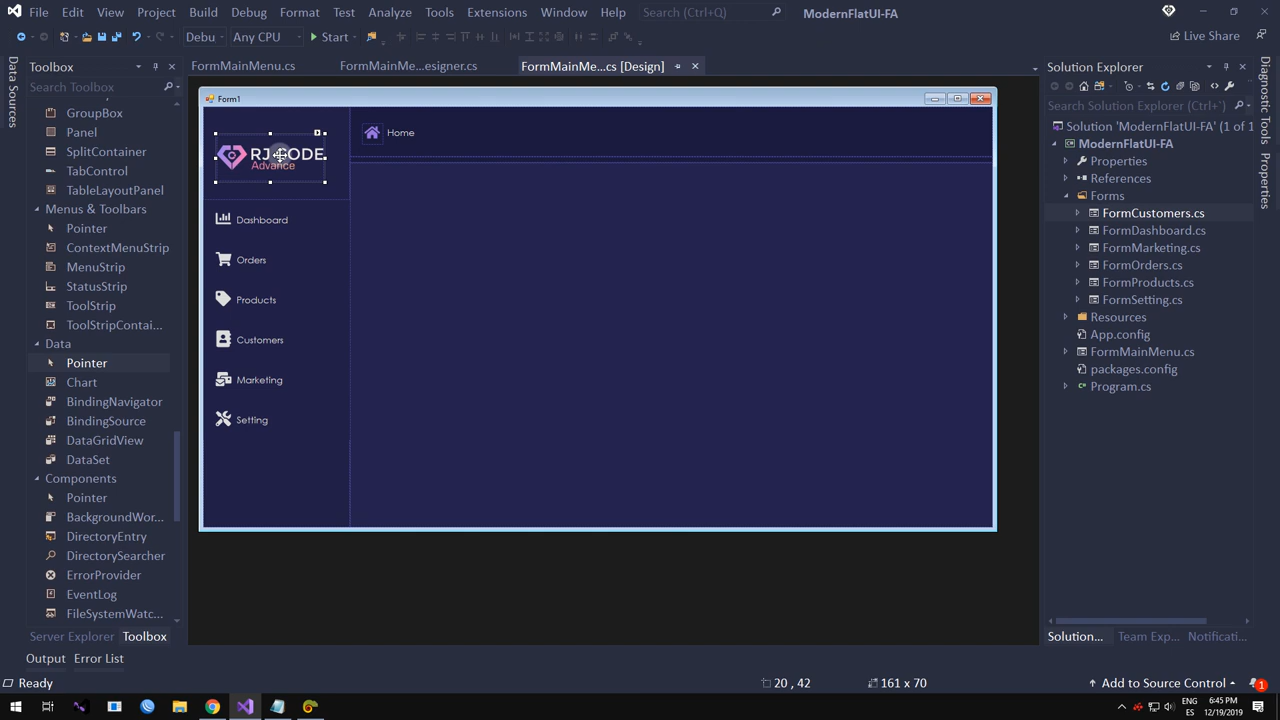 File Edit View Project Build Debug Format Test Analyze Tools Extensions Window Help Search (Ctrl+Q) ModernFlatUI-FA
Debu Any CPU Start Live Share
Data Sources
Toolbox
Search Toolbox
GroupBox
Panel
SplitContainer
TabControl
TableLayoutPanel
Menus & Toolbars
Pointer
ContextMenuStrip
MenuStrip
StatusStrip
ToolStrip
ToolStripContai...
Data
Pointer
Chart
BindingNavigator
BindingSource
DataGridView
DataSet
Components
Pointer
BackgroundWor...
DirectoryEntry
DirectorySearcher
ErrorProvider
EventLog
FileSystemWatc...
Server Explorer Toolbox
FormMainMenu.cs FormMainMe...esigner.cs FormMainMe...cs [Design]
Form1
RJ CODE
Advance
Home
Dashboard
Orders
Products
Customers
Marketing
Setting
Solution Explorer
Search Solution Explorer (Ctrl+
Solution 'ModernFlatUI-FA' (1 of 1
ModernFlatUI-FA
Properties
References
Forms
FormCustomers.cs
FormDashboard.cs
FormMarketing.cs
FormOrders.cs
FormProducts.cs
FormSetting.cs
Resources
App.config
FormMainMenu.cs
packages.config
Program.cs
Solution... Team Exp... Notificati...
Diagnostic Tools
Properties
Output Error List
Ready 20 , 42 161 x 70 Add to Source Control 1
ENG
ES
6:45 PM
12/19/2019